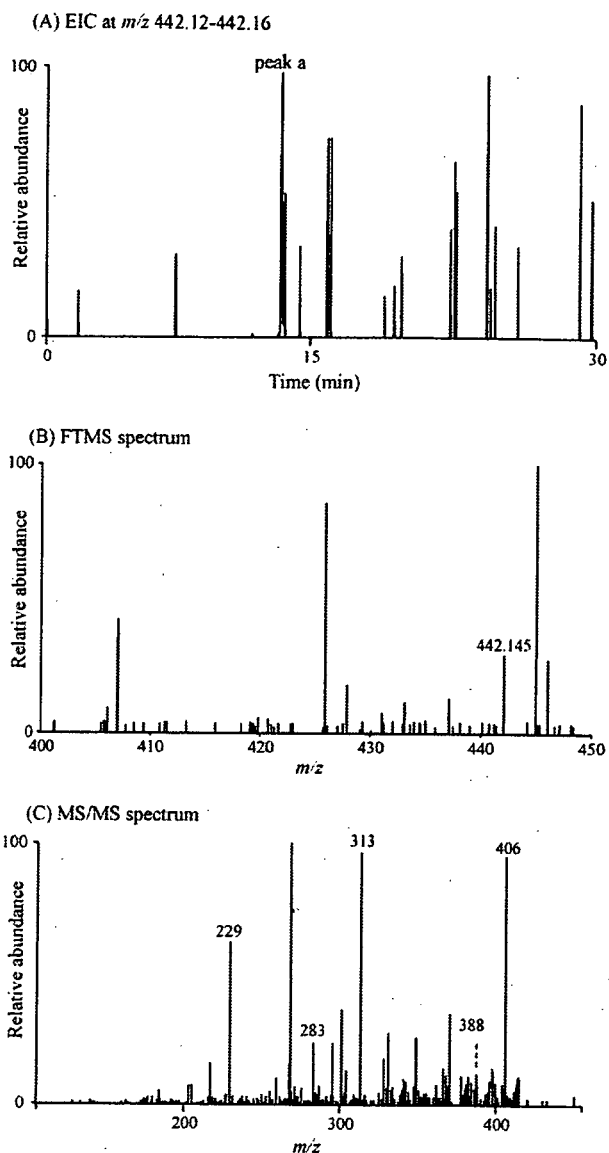 (A) EIC at m/z 442.12-442.16
peak a
100
Relative abundance
0
0 15 30
Time (min)
(B) FTMS spectrum
100
Relative abundance
442.145
0
400 410 420 430 440 450
m/z
(C) MS/MS spectrum
100
313
406
229
Relative abundance
283
388
0
200 300 400
m/z